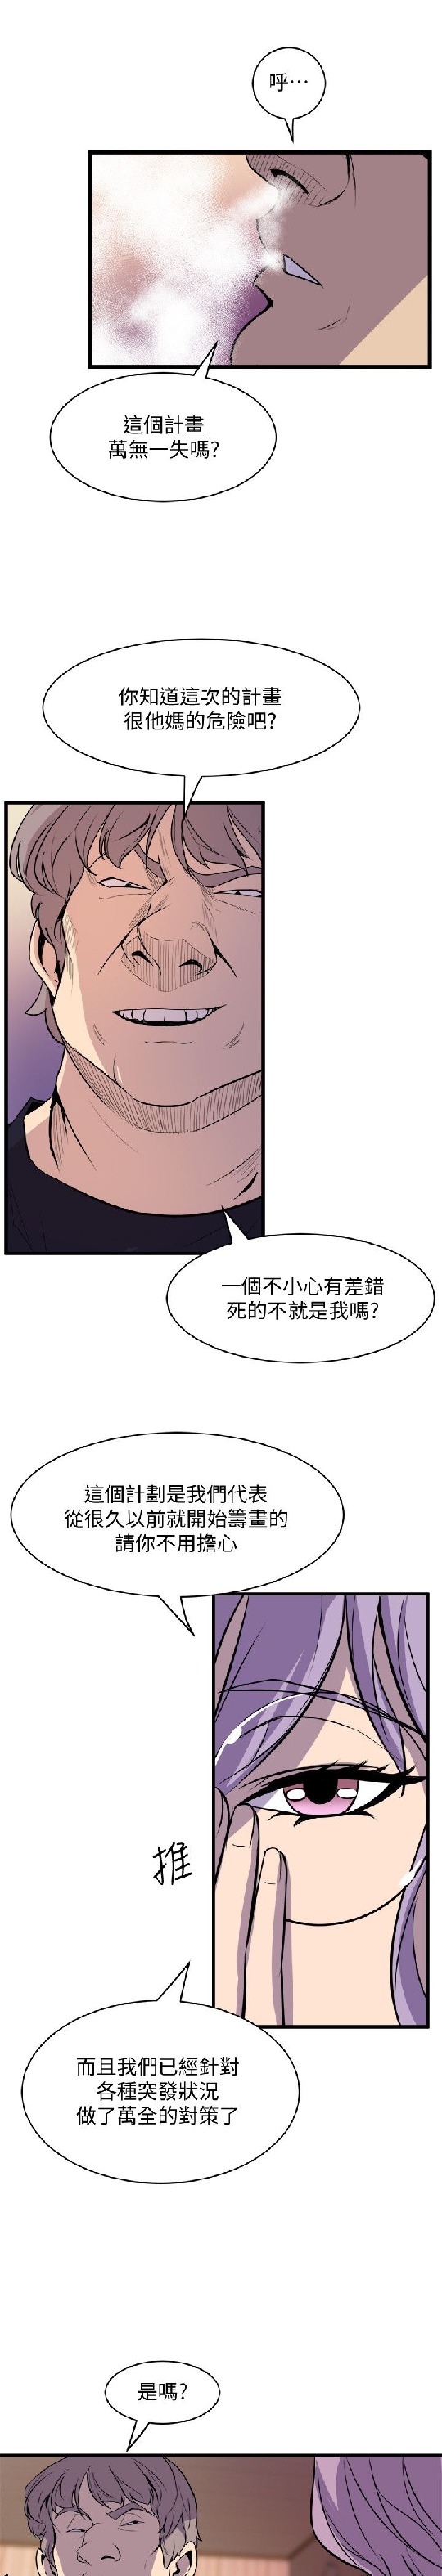 呼⋯
這個計畫
萬無一失嗎?
你知道這次的計畫
很他媽的危險吧?
一個不小心有差錯
死的不就是我嗎?
這個計劃是我們代表
從很久以前就開始籌畫的
請你不用擔心
推
而且我們已經針對
各種突發狀況
做了萬全的對策了
是嗎?